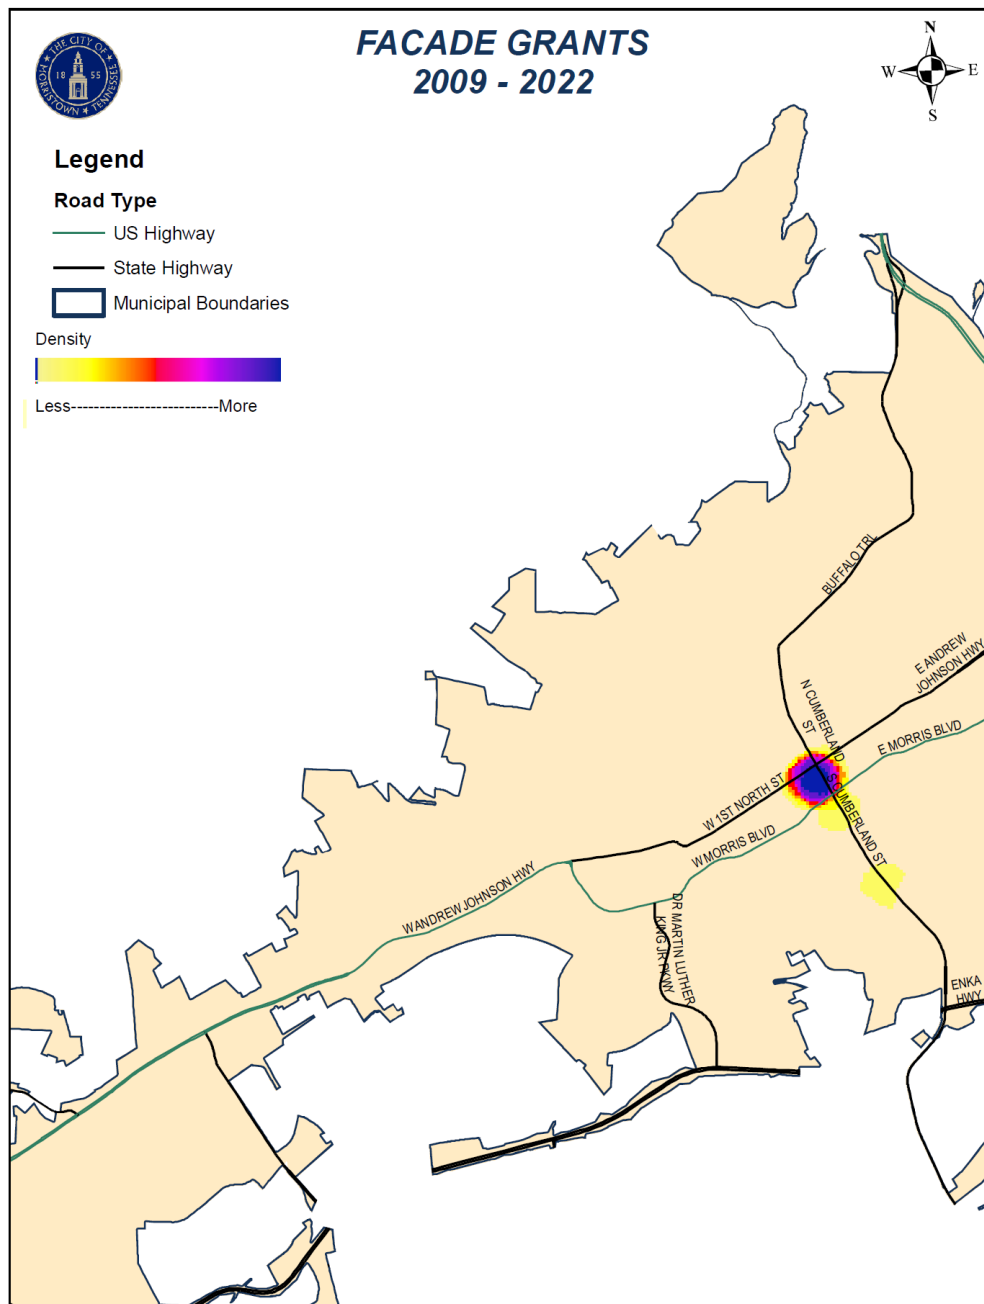 FACADE GRANTS
2009 - 2022
THE CITY OF
18 55
MORRISTOWN ★ TENNESSEE
N
W E
S
Legend
Road Type
US Highway
State Highway
Municipal Boundaries
Density
Less--------------------------More
BUFFALO TRL
E ANDREW
JOHNSON HWY
N CUMBERLAND
ST
E MORRIS BLVD
W 1ST NORTH ST
S CUMBERLAND ST
W MORRIS BLVD
W ANDREW JOHNSON HWY
DR MARTIN LUTHER
KING JR PKWY
ENKA
HWY